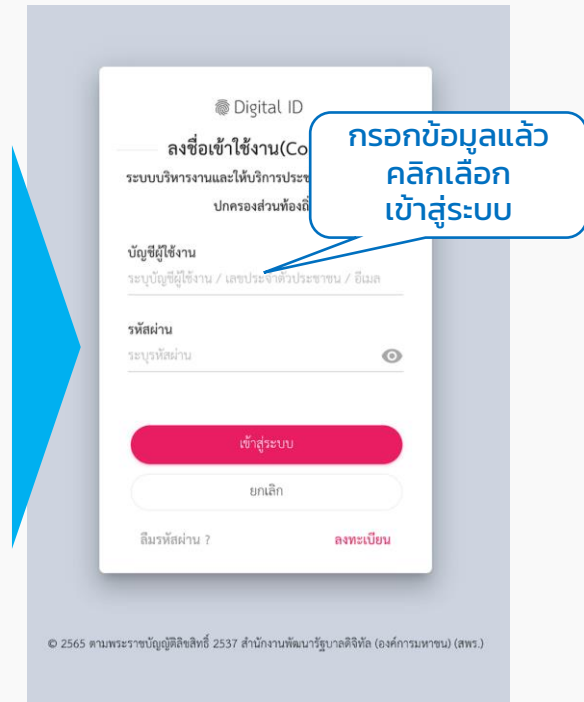 Digital ID
ลงชื่อเข้าใช้งาน(Co
กรอกข้อมูลแล้ว
คลิกเลือก
เข้าสู่ระบบ
ระบบบริหารงานและให้บริการประช
ปกครองส่วนท้องถิ
บัญชีผู้ใช้งาน
ระบุบัญชีผู้ใช้งาน / เลขประจำตัวประชาชน / อีเมล
รหัสผ่าน
ระบุรหัสผ่าน
เข้าสู่ระบบ
ยกเลิก
ลืมรหัสผ่าน ?
ลงทะเบียน
© 2565 ตามพระราชบัญญัติลิขสิทธิ์ 2537 สำนักงานพัฒนารัฐบาลดิจิทัล (องค์การมหาชน) (สพร.)